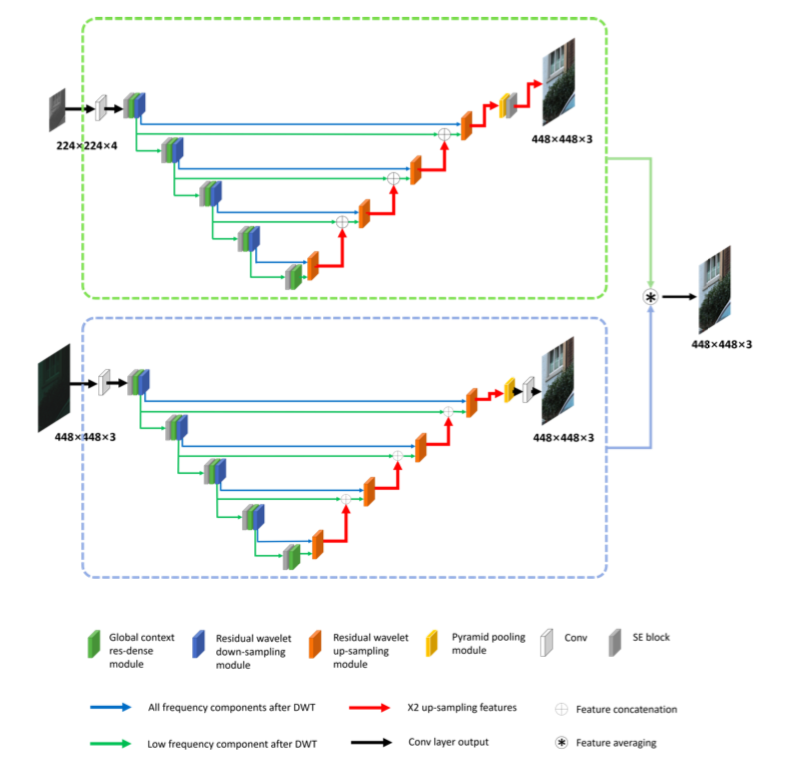 224×224×4
448×448×3
448×448×3
448×448×3
448×448×3
Global context
res-dense
module
Residual wavelet
down-sampling
module
Residual wavelet
up-sampling
module
Pyramid pooling
module
Conv
SE block
All frequency components after DWT
X2 up-sampling features
Feature concatenation
Low frequency component after DWT
Conv layer output
Feature averaging